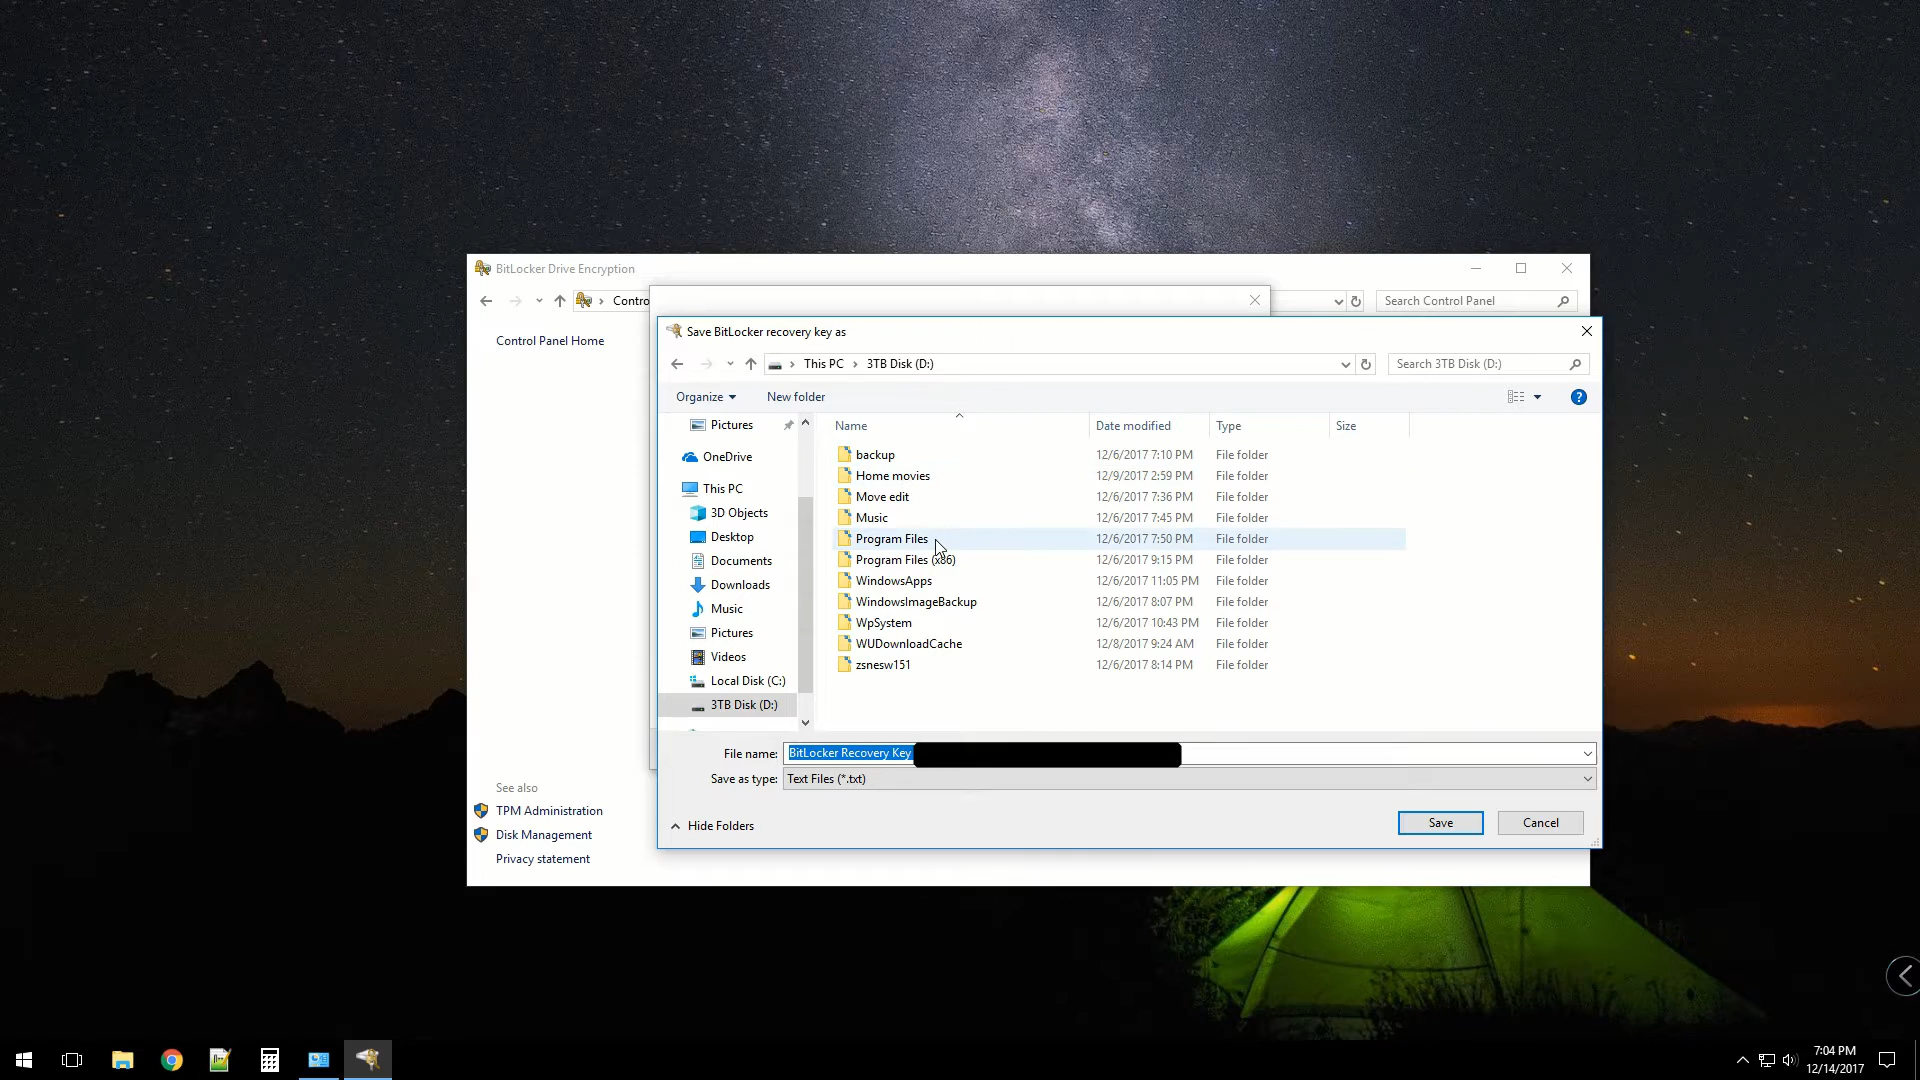 BitLocker Drive Encryption
Contro
Search Control Panel
Control Panel Home
Save BitLocker recovery key as
This PC
3TB Disk (D:)
Search 3TB Disk (D:)
Organize
New folder
?
Pictures
OneDrive
This PC
3D Objects
Desktop
Documents
Downloads
Music
Pictures
Videos
Local Disk (C:)
3TB Disk (D:)
Name Date modified Type Size
backup 12/6/2017 7:10 PM File folder
Home movies 12/9/2017 2:59 PM File folder
Move edit 12/6/2017 7:36 PM File folder
Music 12/6/2017 7:45 PM File folder
Program Files 12/6/2017 7:50 PM File folder
Program Files (x86) 12/6/2017 9:15 PM File folder
WindowsApps 12/6/2017 11:05 PM File folder
WindowsImageBackup 12/6/2017 8:07 PM File folder
WpSystem 12/6/2017 10:43 PM File folder
WUDownloadCache 12/8/2017 9:24 AM File folder
zsnesw151 12/6/2017 8:14 PM File folder
File name: BitLocker Recovery Key
Save as type: Text Files (*.txt)
Hide Folders
Save
Cancel
See also
TPM Administration
Disk Management
Privacy statement
7:04 PM
12/14/2017